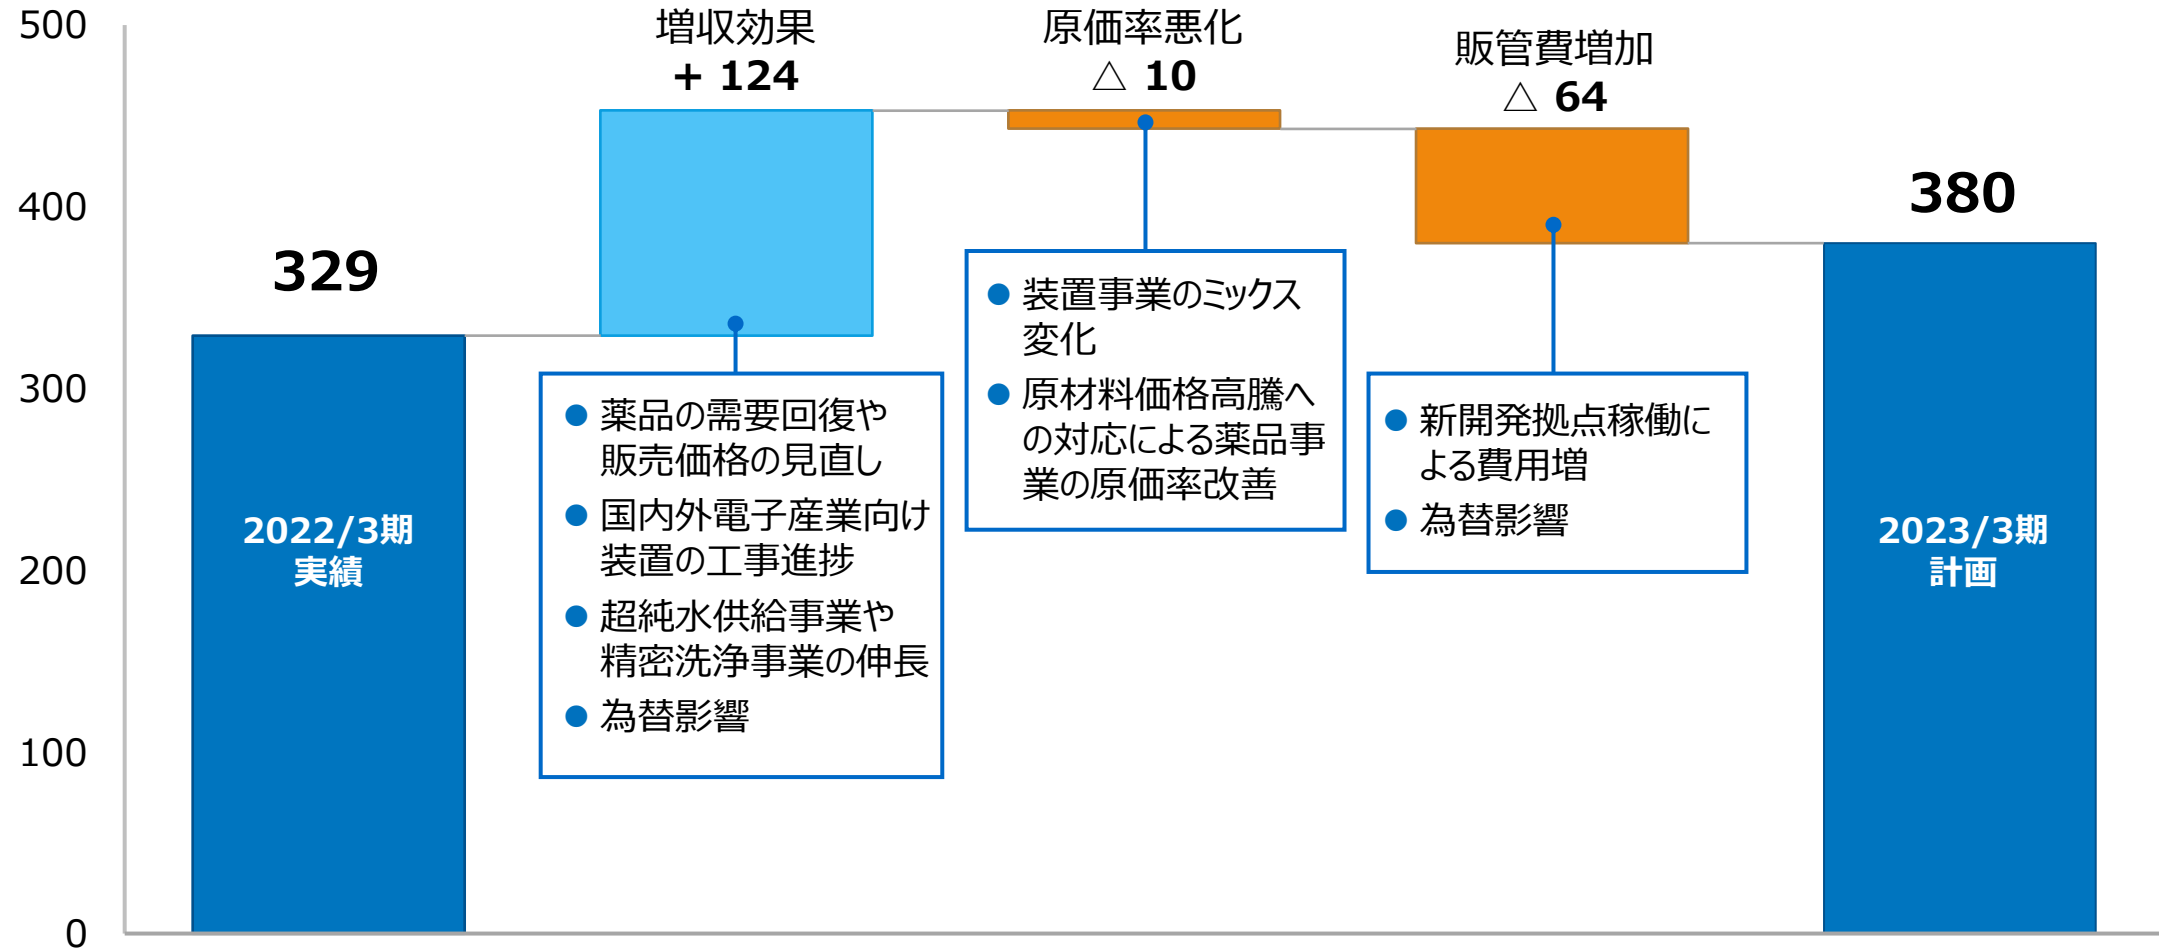 500
400
300
200
100
0
329
2022/3期
実績
増収効果
+ 124
● 薬品の需要回復や
販売価格の見直し
● 国内外電子産業向け
装置の工事進捗
● 超純水供給事業や
精密洗浄事業の伸長
● 為替影響
原価率悪化
△ 10
● 装置事業のミックス
変化
● 原材料価格高騰へ
の対応による薬品事
業の原価率改善
販管費増加
△ 64
● 新開発拠点稼働に
よる費用増
● 為替影響
380
2023/3期
計画